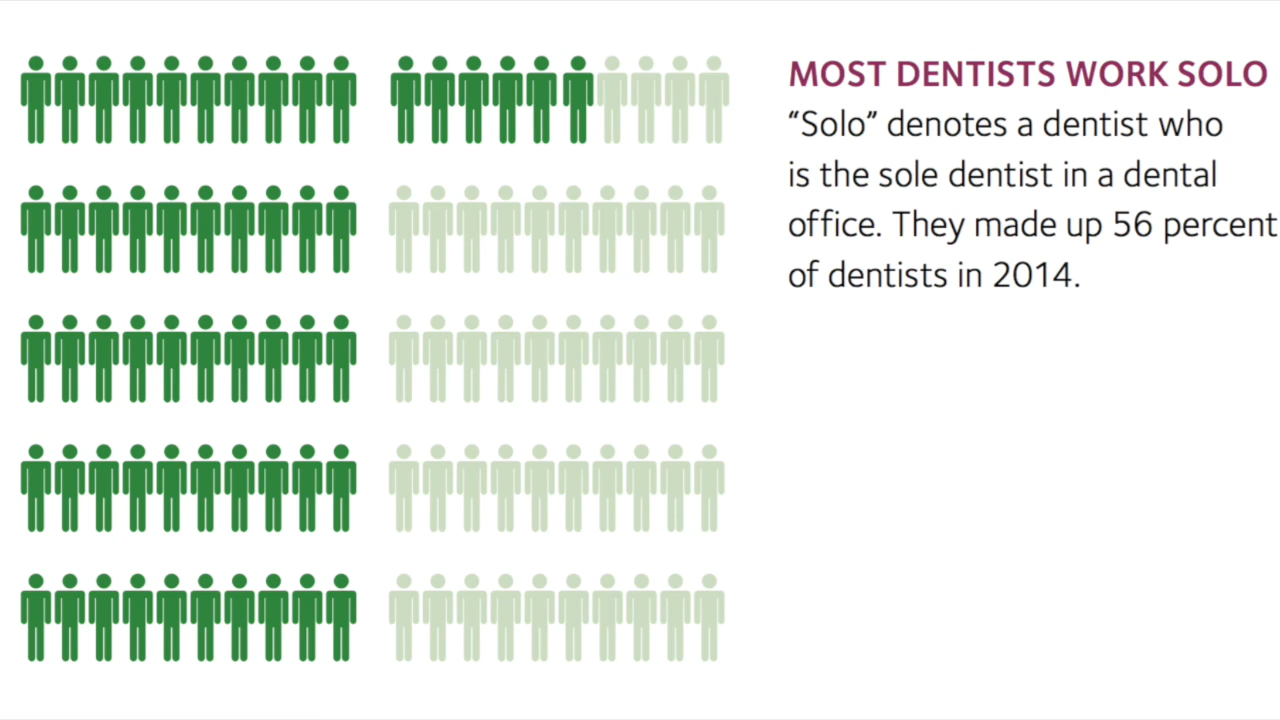 MOST DENTISTS WORK SOLO
“Solo” denotes a dentist who
is the sole dentist in a dental
office. They made up 56 percent
of dentists in 2014.